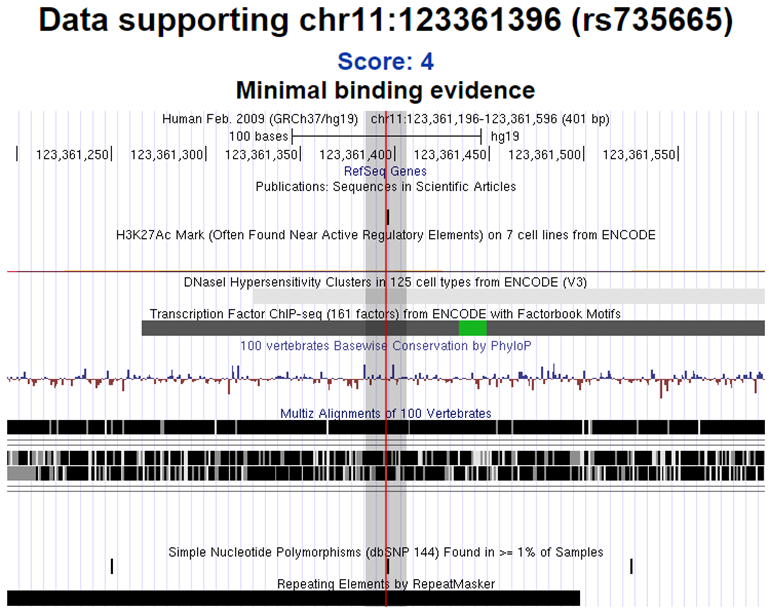 Data supporting chr11:123361396 (rs735665)
Score: 4
Minimal binding evidence
Human Feb. 2009 (GRCh37/hg19) chr11:123,361,196-123,361,596 (401 bp)
100 bases hg19
123,361,250 123,361,300 123,361,350 123,361,400 123,361,450 123,361,500 123,361,550
RefSeq Genes
Publications: Sequences in Scientific Articles
H3K27Ac Mark (Often Found Near Active Regulatory Elements) on 7 cell lines from ENCODE
DNaseI Hypersensitivity Clusters in 125 cell types from ENCODE (V3)
Transcription Factor ChIP-seq (161 factors) from ENCODE with Factorbook Motifs
100 vertebrates Basewise Conservation by PhyloP
Multiz Alignments of 100 Vertebrates
Simple Nucleotide Polymorphisms (dbSNP 144) Found in >= 1% of Samples
Repeating Elements by RepeatMasker